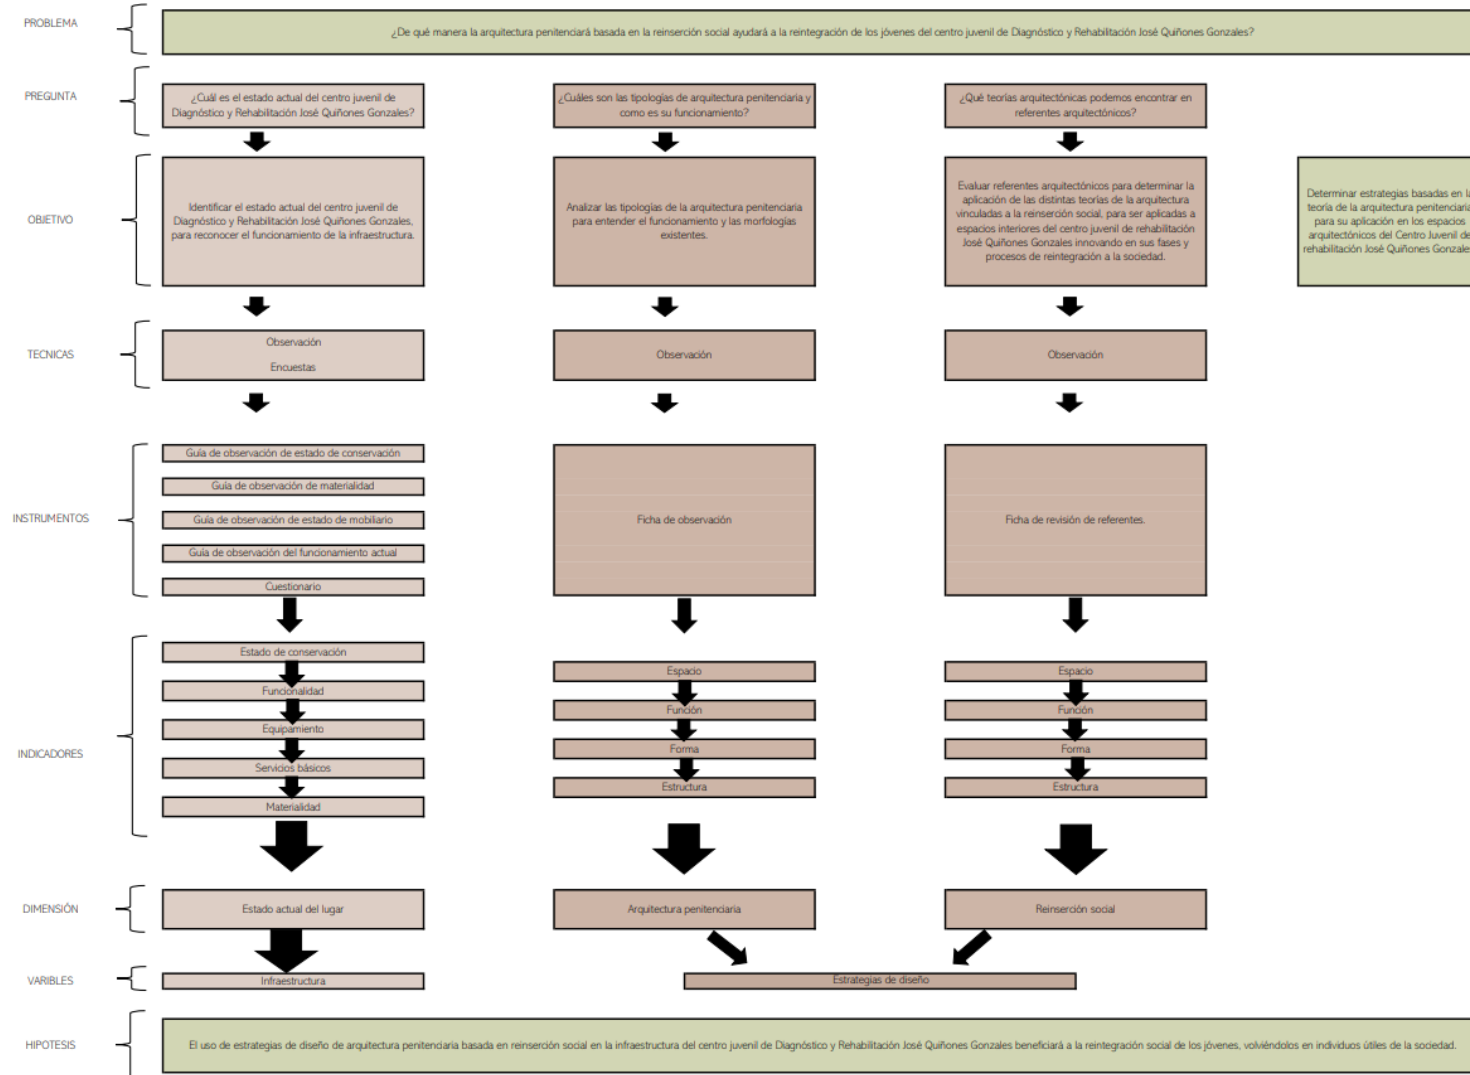 PROBLEMA
¿De qué manera la arquitectura penitenciará basada en la reinserción social ayudará a la reintegración de los jóvenes del centro juvenil de Diagnóstico y Rehabilitación José Quiñones Gonzales?
PREGUNTA
¿Cuál es el estado actual del centro juvenil de
Diagnóstico y Rehabilitación José Quiñones Gonzales?
¿Cuáles son las tipologías de arquitectura penitenciaria y
como es su funcionamiento?
¿Qué teorías arquitectónicas podemos encontrar en
referentes arquitectónicos?
OBJETIVO
Identificar el estado actual del centro juvenil de
Diagnóstico y Rehabilitación José Quiñones Gonzales,
para reconocer el funcionamiento de la infraestructura.
Analizar las tipologías de la arquitectura penitenciaria
para entender el funcionamiento y las morfologías
existentes.
Evaluar referentes arquitectónicos para determinar la
aplicación de las distintas teorías de la arquitectura
vinculadas a la reinserción social, para ser aplicadas a
espacios interiores del centro juvenil de rehabilitación
José Quiñones Gonzales innovando en sus fases y
procesos de reintegración a la sociedad.
Determinar estrategias basadas en la
teoría de la arquitectura penitenciaria
para su aplicación en los espacios
arquitectónicos del Centro Juvenil de
rehabilitación José Quiñones Gonzale
TECNICAS
Observación
Encuestas
Observación
Observación
INSTRUMENTOS
Guía de observación de estado de conservación
Guía de observación de materialidad
Guía de observación de estado de mobiliario
Guía de observación del funcionamiento actual
Cuestionario
Ficha de observación
Ficha de revisión de referentes.
INDICADORES
Estado de conservación
Funcionalidad
Equipamiento
Servicios básicos
Materialidad
Espacio
Función
Forma
Estructura
Espacio
Función
Forma
Estructura
DIMENSIÓN
Estado actual del lugar
Arquitectura penitenciaria
Reinserción social
VARIBLES
Infraestructura
Estrategias de diseño
HIPOTESIS
El uso de estrategias de diseño de arquitectura penitenciaria basada en reinserción social en la infraestructura del centro juvenil de Diagnóstico y Rehabilitación José Quiñones Gonzales beneficiará a la reintegración social de los jóvenes, volviéndolos en individuos útiles de la sociedad.